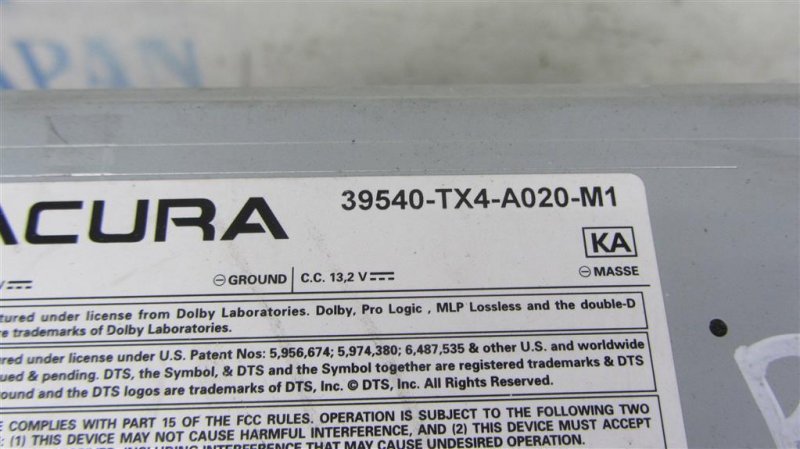 JAPAN
ACURA
39540-TX4-A020-M1
KA
V
GROUND
C.C. 13,2 V
MASSE
tured under license from Dolby Laboratories. Dolby, Pro Logic , MLP Lossless and the double-D
re trademarks of Dolby Laboratories.
ured under license under U.S. Patent Nos: 5,956,674; 5,974,380; 6,487,535 & other U.S. and worldwide
ued & pending. DTS, the Symbol, & DTS and the Symbol together are registered trademarks & DTS
round and the DTS logos are trademarks of DTS, Inc. © DTS, Inc. All Rights Reserved.
E COMPLIES WITH PART 15 OF THE FCC RULES. OPERATION IS SUBJECT TO THE FOLLOWING TWO
S: (1) THIS DEVICE MAY NOT CAUSE HARMFUL INTERFERENCE, AND (2) THIS DEVICE MUST ACCEPT
INCLUDING INTERFERENCE THAT MAY CAUSE UNDESIRED OPERATION.